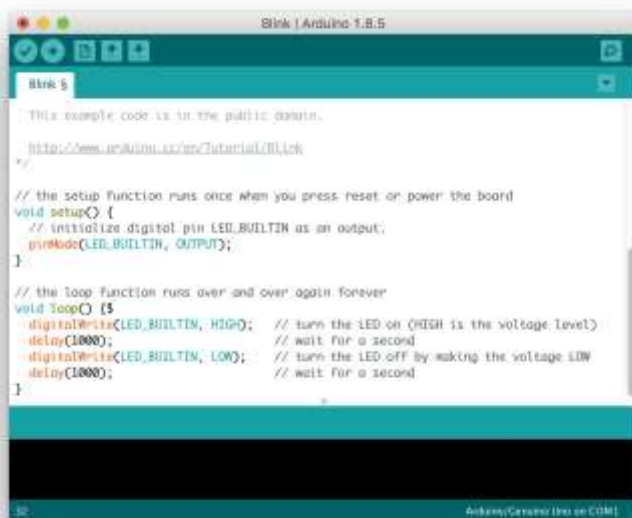 Blink | Arduino 1.8.5
Blink §
This example code is in the public domain.
http://www.arduino.cc/en/Tutorial/Blink
*/
// the setup function runs once when you press reset or power the board
void setup() {
// initialize digital pin LED_BUILTIN as an output.
pinMode(LED_BUILTIN, OUTPUT);
}
// the loop function runs over and over again forever
void loop() {$
digitalWrite(LED_BUILTIN, HIGH); // turn the LED on (HIGH is the voltage level)
delay(1000); // wait for a second
digitalWrite(LED_BUILTIN, LOW); // turn the LED off by making the voltage LOW
delay(1000); // wait for a second
}
32
Arduino/Genuino Uno on COM1